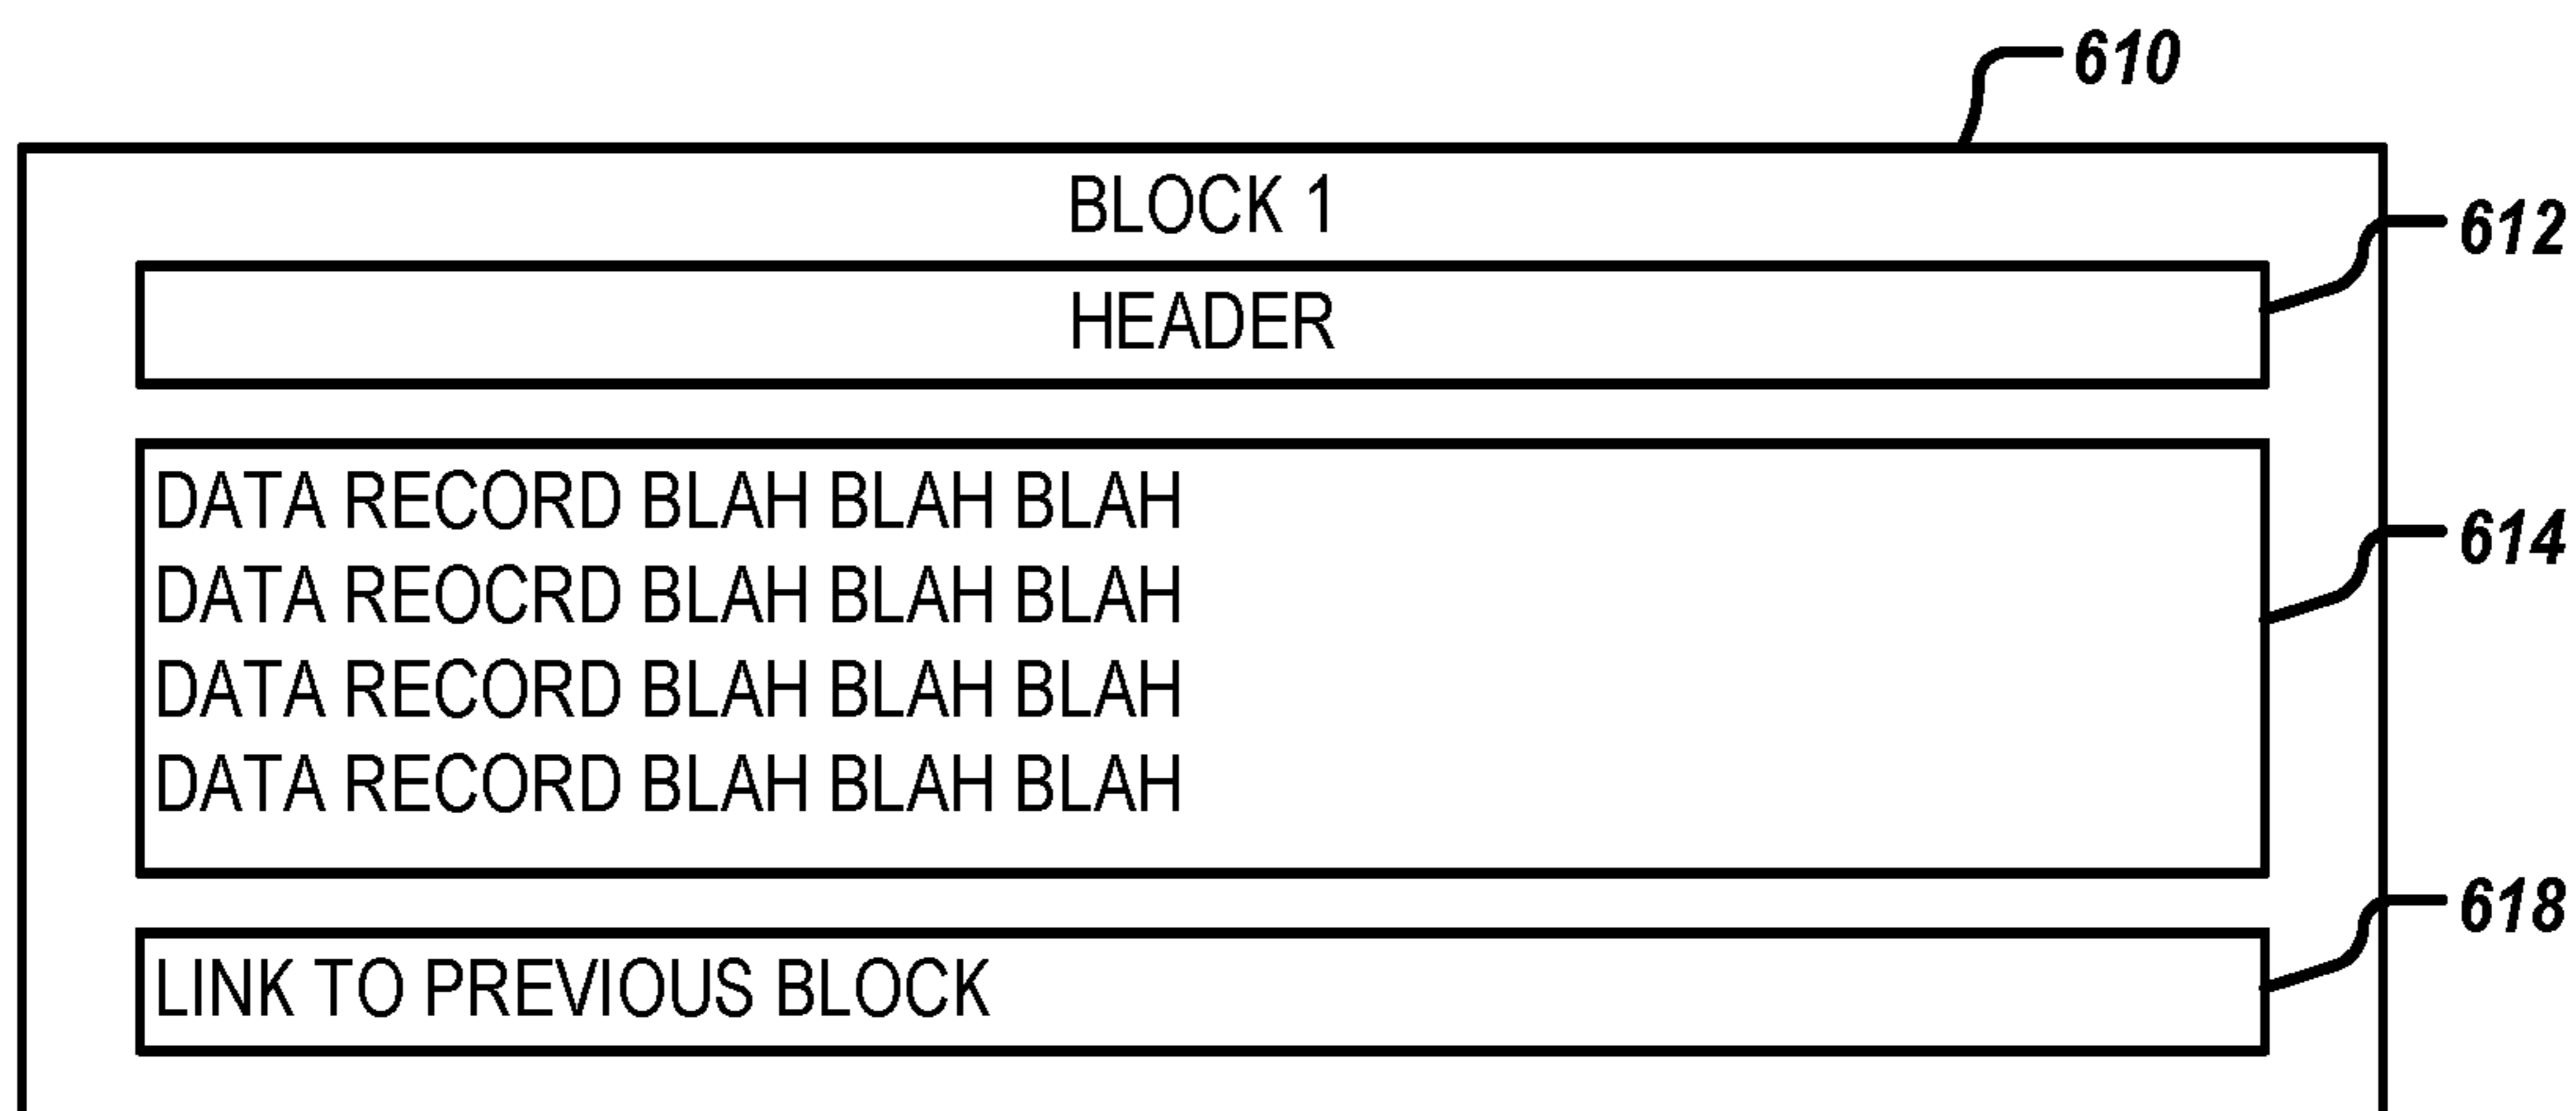 610
BLOCK 1
612
HEADER
DATA RECORD BLAH BLAH BLAH
614
DATA REOCRD BLAH BLAH BLAH
DATA RECORD BLAH BLAH BLAH
DATA RECORD BLAH BLAH BLAH
618
LINK TO PREVIOUS BLOCK